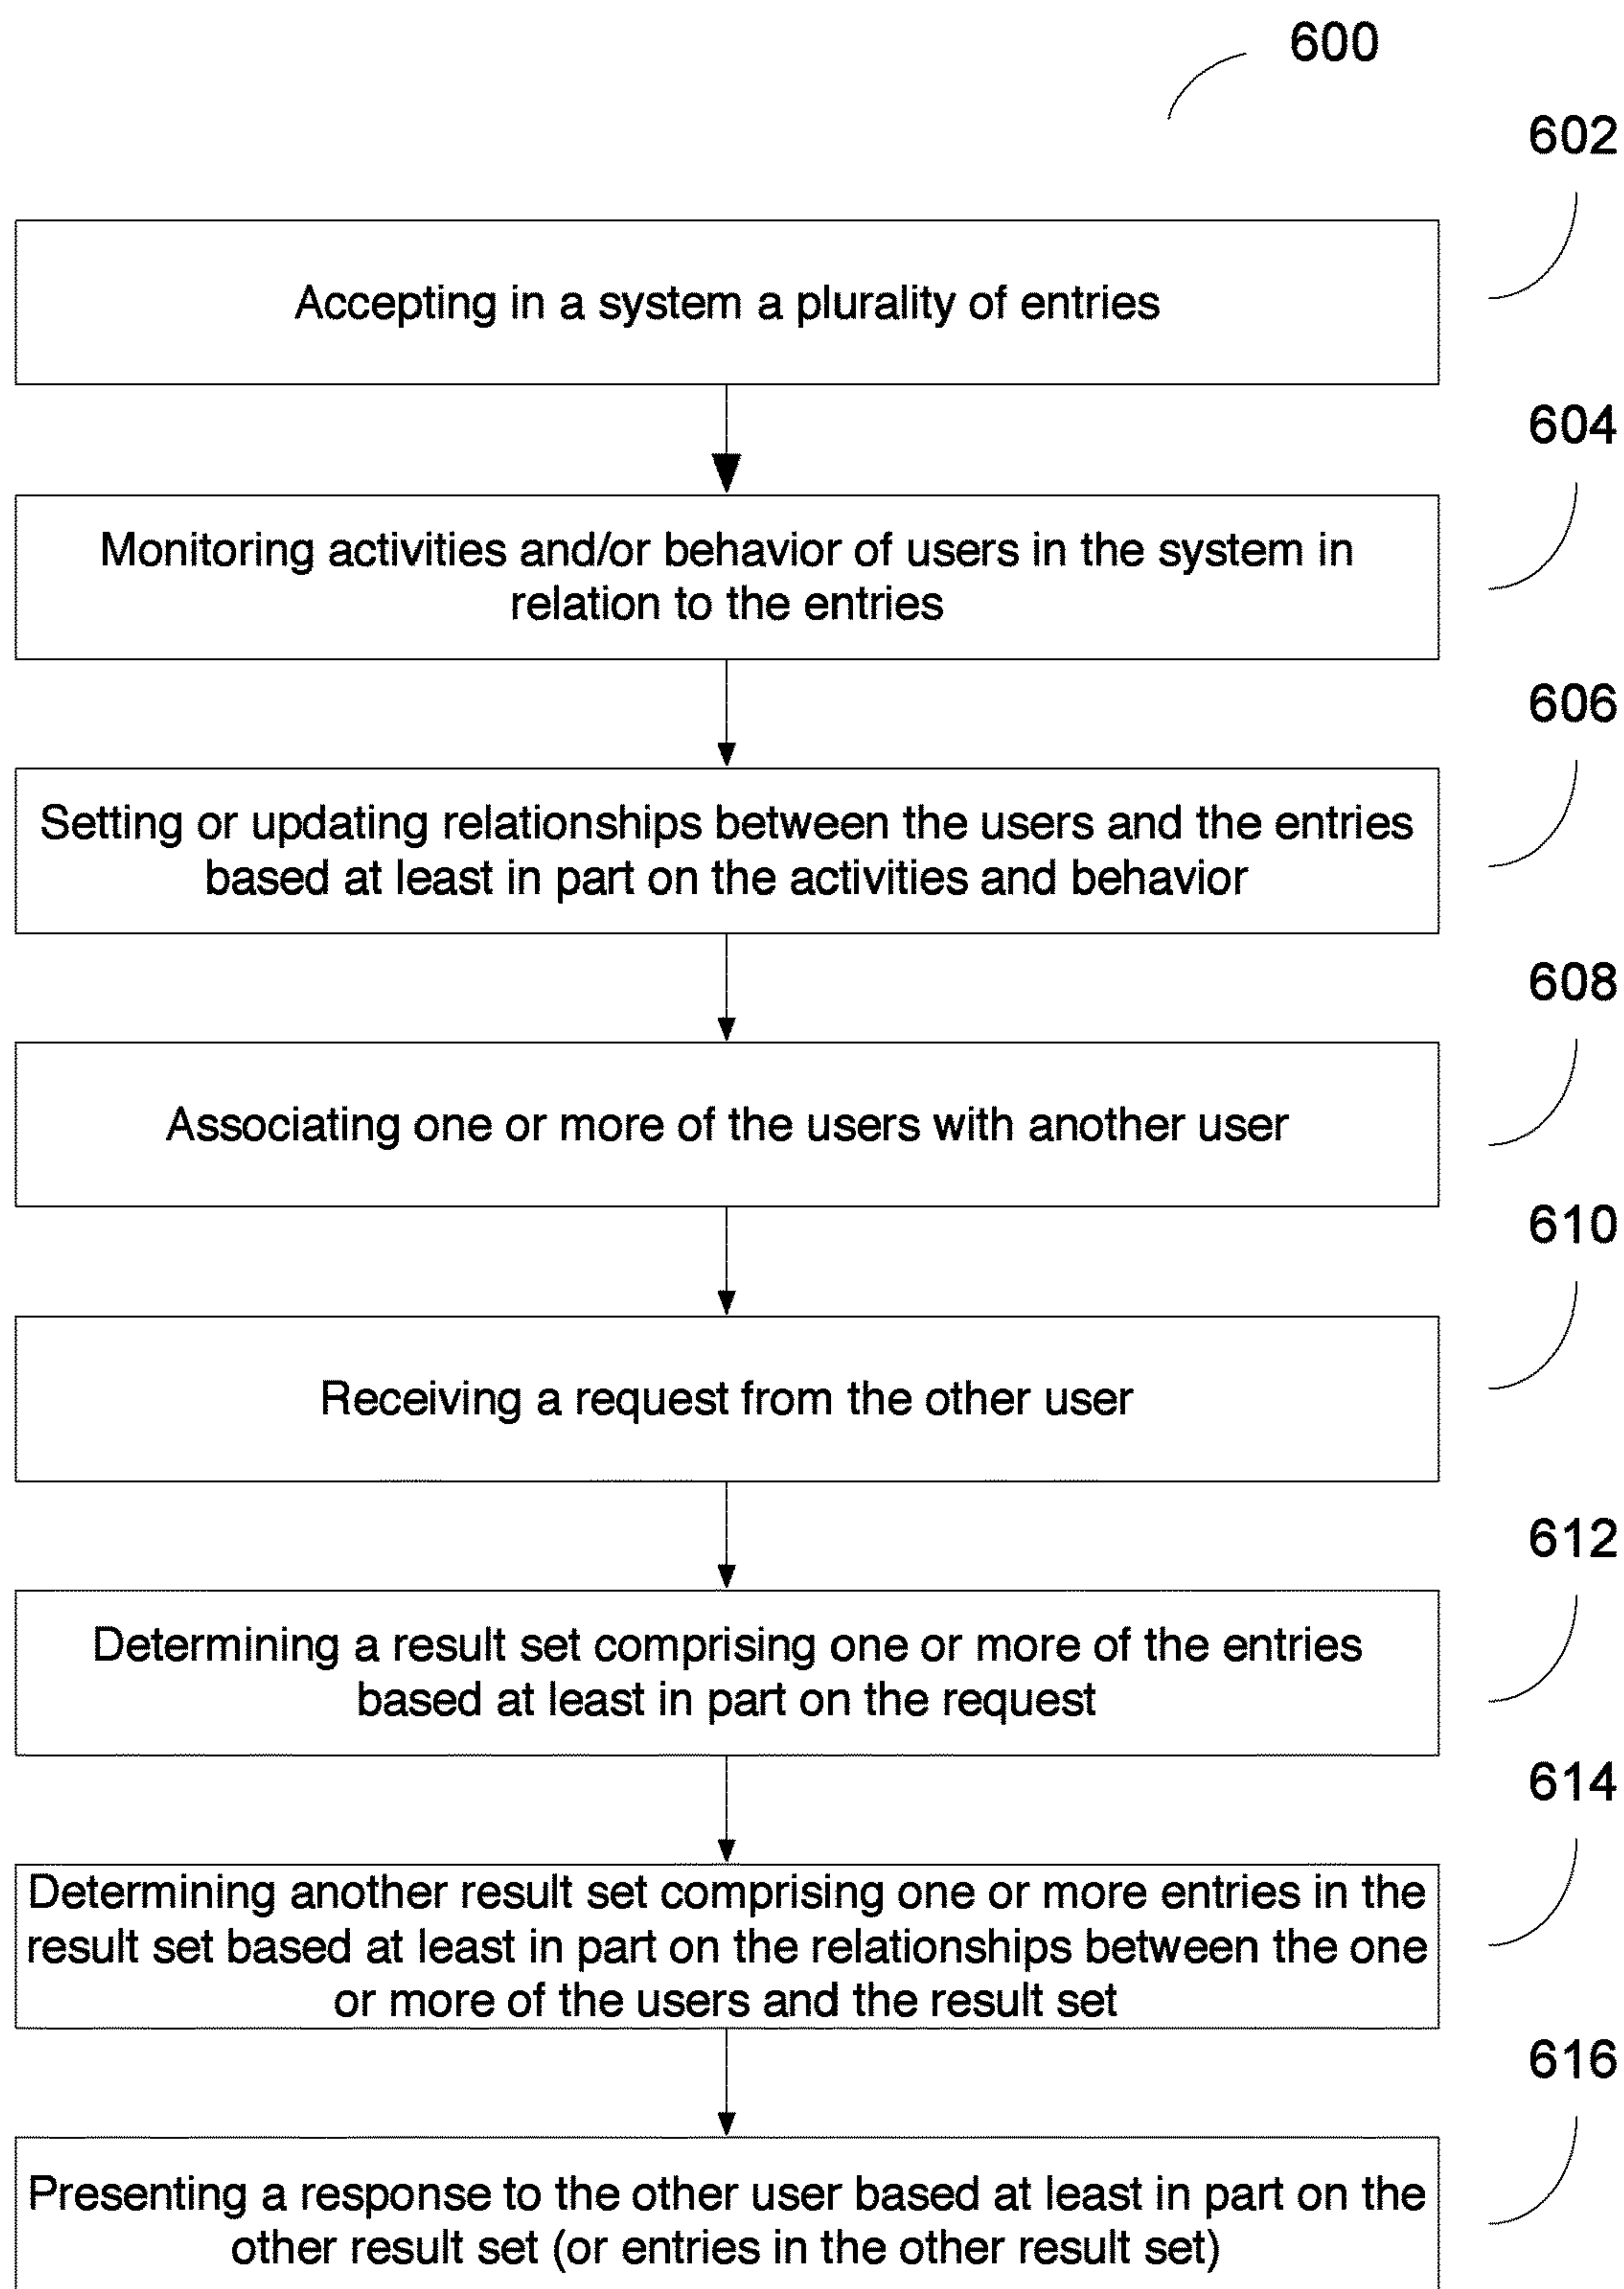 600
602
Accepting in a system a plurality of entries
604
Monitoring activities and/or behavior of users in the system in
relation to the entries
606
Setting or updating relationships between the users and the entries
based at least in part on the activities and behavior
608
Associating one or more of the users with another user
610
Receiving a request from the other user
612
Determining a result set comprising one or more of the entries
based at least in part on the request
614
Determining another result set comprising one or more entries in the
result set based at least in part on the relationships between the one
or more of the users and the result set
616
Presenting a response to the other user based at least in part on the
other result set (or entries in the other result set)